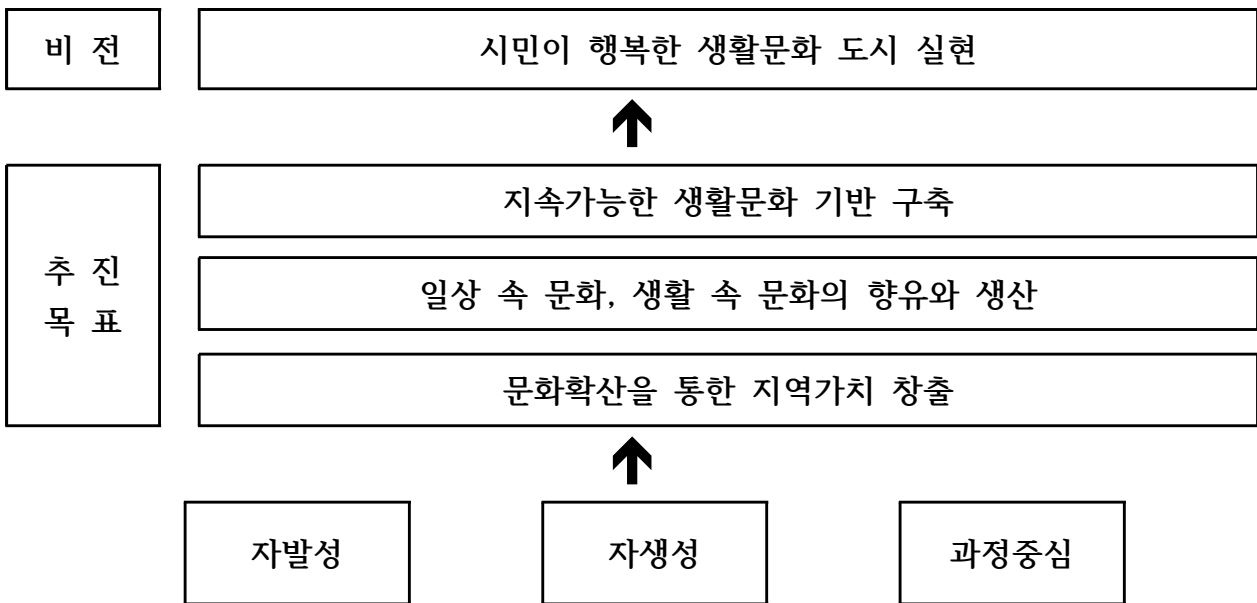 비 전
시민이 행복한 생활문화 도시 실현
추 진
목 표
지속가능한 생활문화 기반 구축
일상 속 문화, 생활 속 문화의 향유와 생산
문화확산을 통한 지역가치 창출
자발성
자생성
과정중심